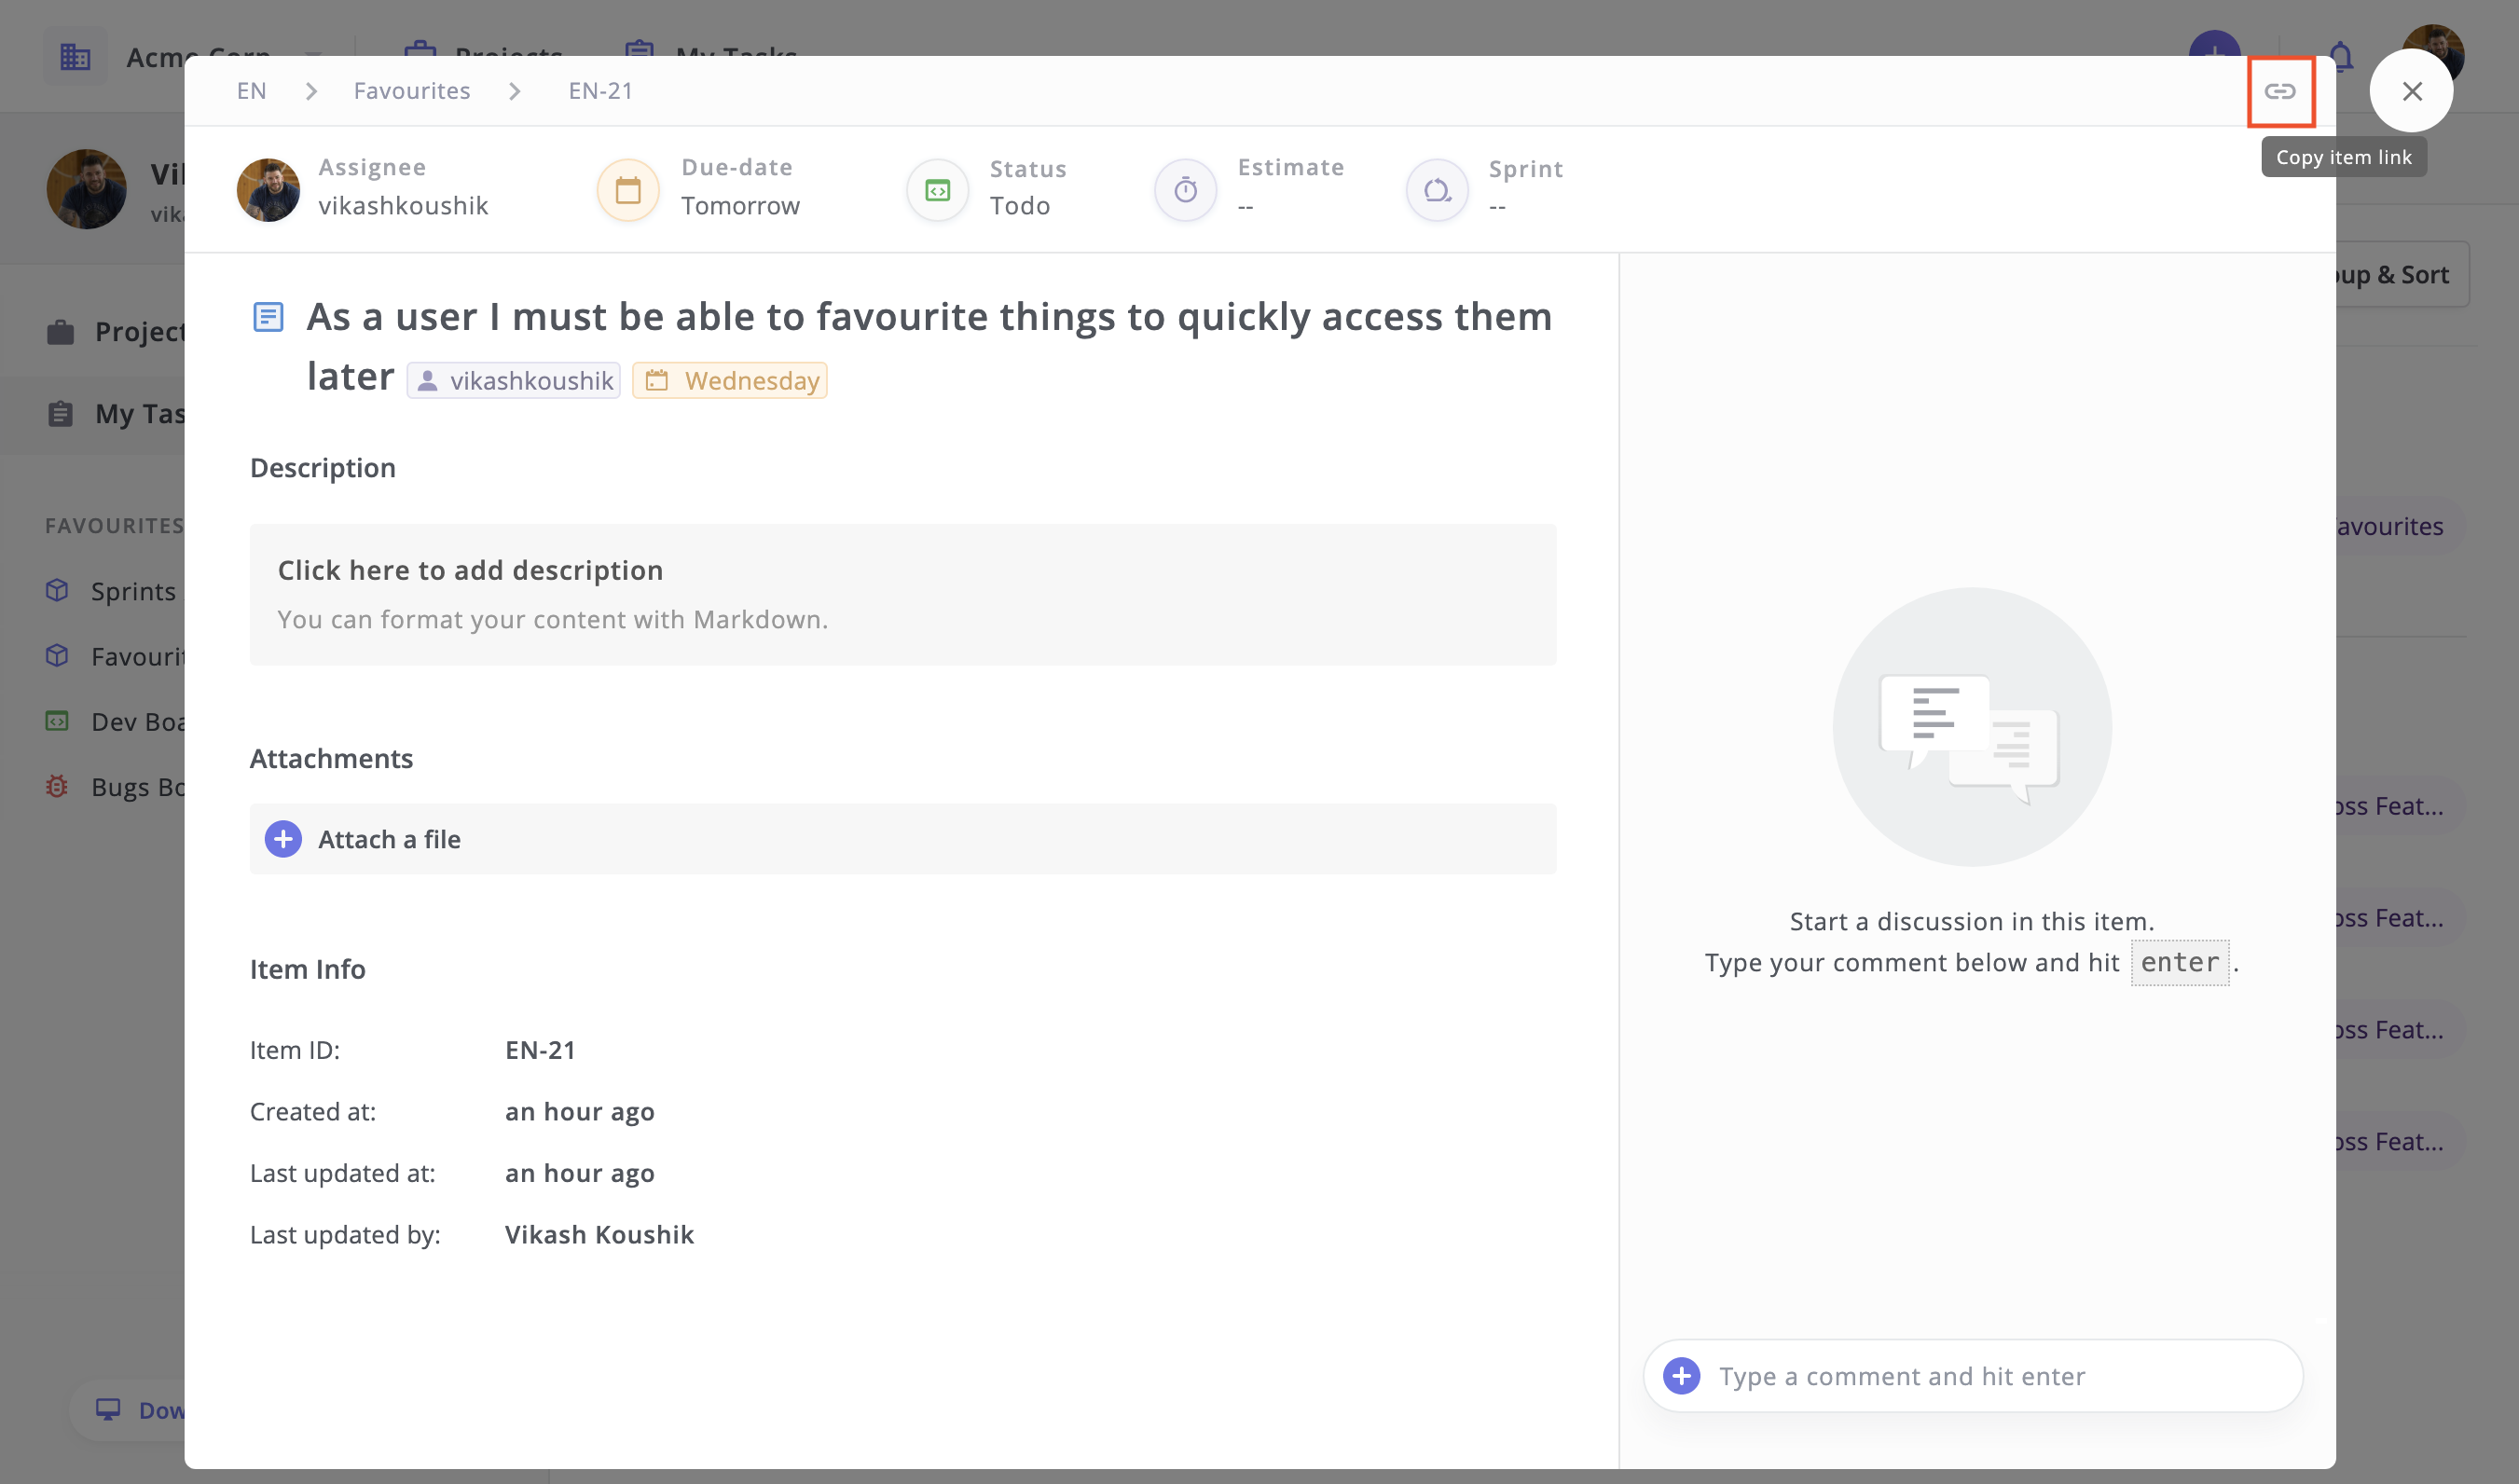 Acme Corp
Projects
My Tasks
EN
Favourites
EN-21
Copy item link
Assignee
vikashkoushik
Due-date
Tomorrow
Status
Todo
Estimate
--
Sprint
--
As a user I must be able to favourite things to quickly access them
later vikashkoushik Wednesday
Description
Click here to add description
You can format your content with Markdown.
Attachments
Attach a file
Item Info
Item ID: EN-21
Created at: an hour ago
Last updated at: an hour ago
Last updated by: Vikash Koushik
Start a discussion in this item.
Type your comment below and hit enter .
Type a comment and hit enter
Project
My Tas
FAVOURITES
Sprints
Favourit
Dev Boa
Bugs Bo
Dow
& Sort
avourites
oss Feat...
oss Feat...
oss Feat...
oss Feat...